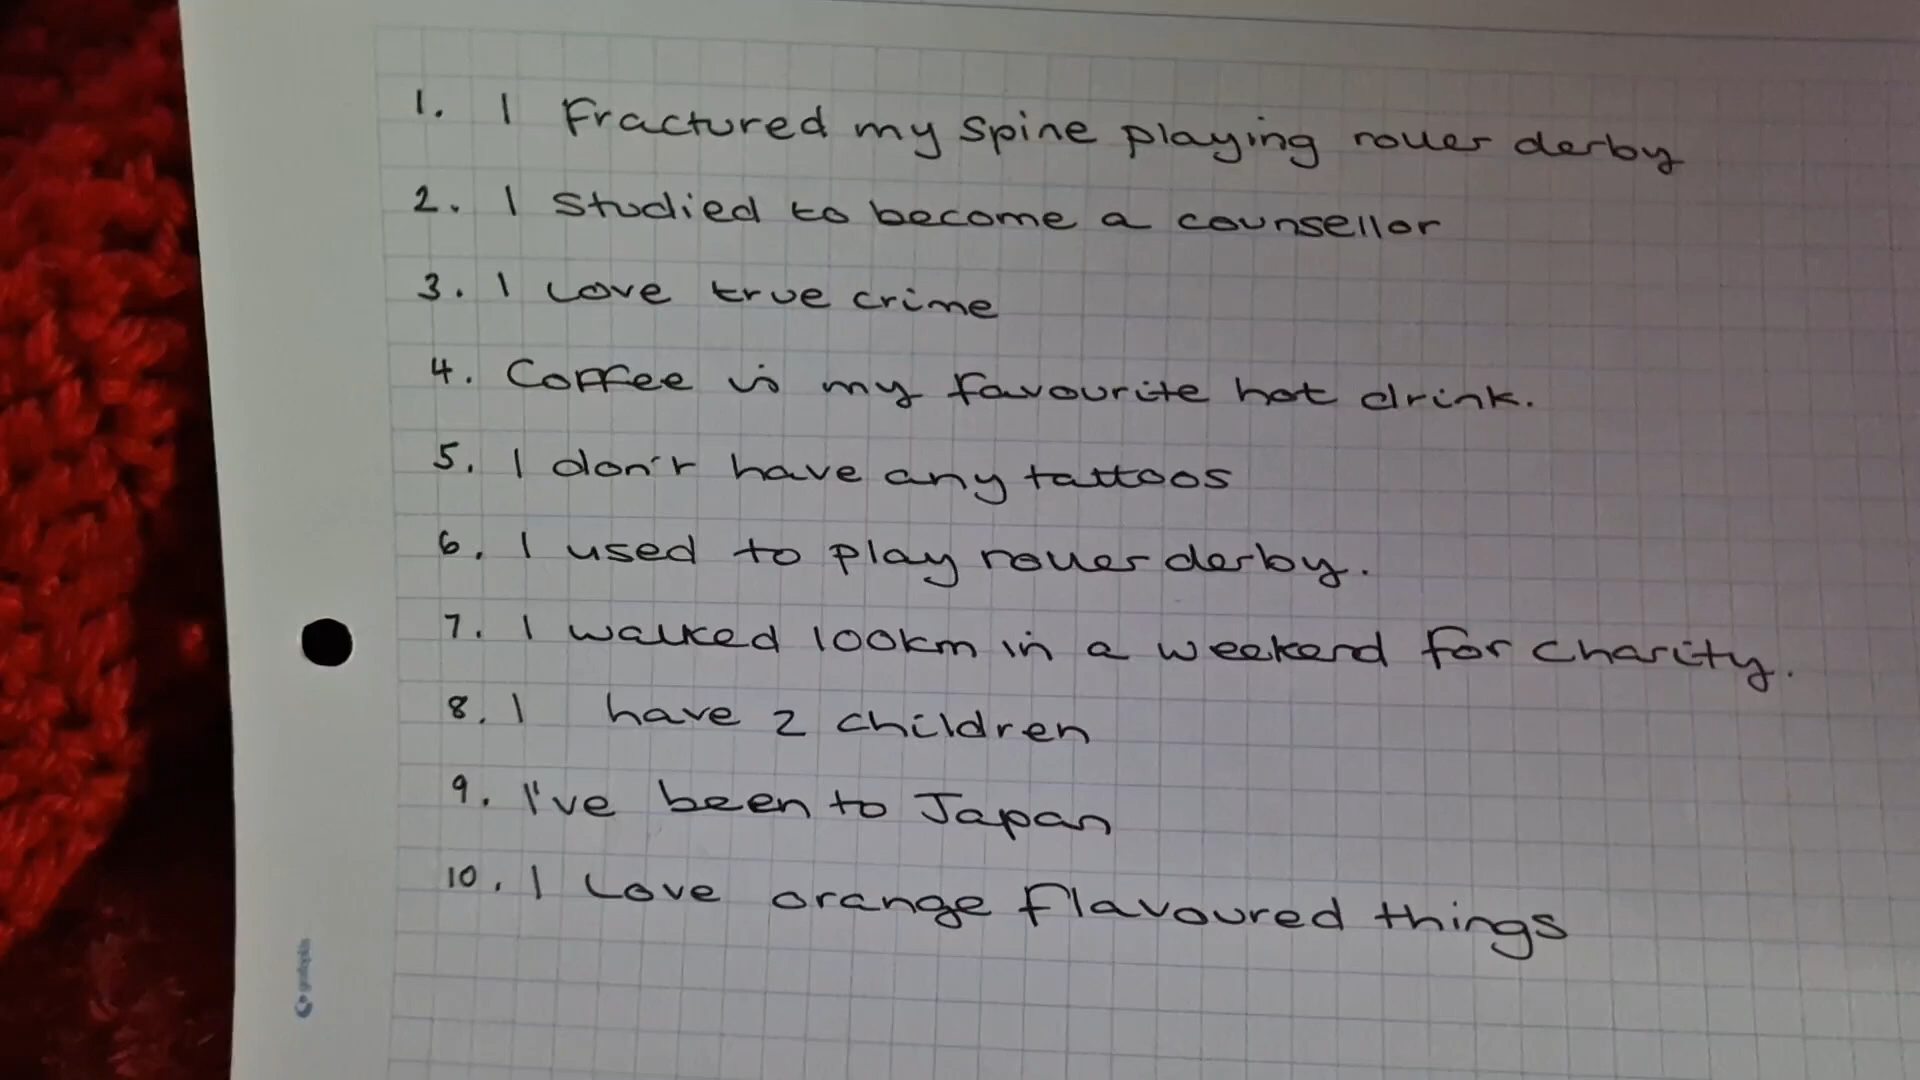 1. I Fractured my spine playing roller derby
2. I studied to become a counsellor
3. I Love true crime
4. Coffee is my favourite hot drink.
5. I don't have any tattoos
6. I used to play roller derby.
7. I walked 100km in a weekend for charity.
8. I have 2 children
9. I've been to Japan
10. I Love orange flavoured things